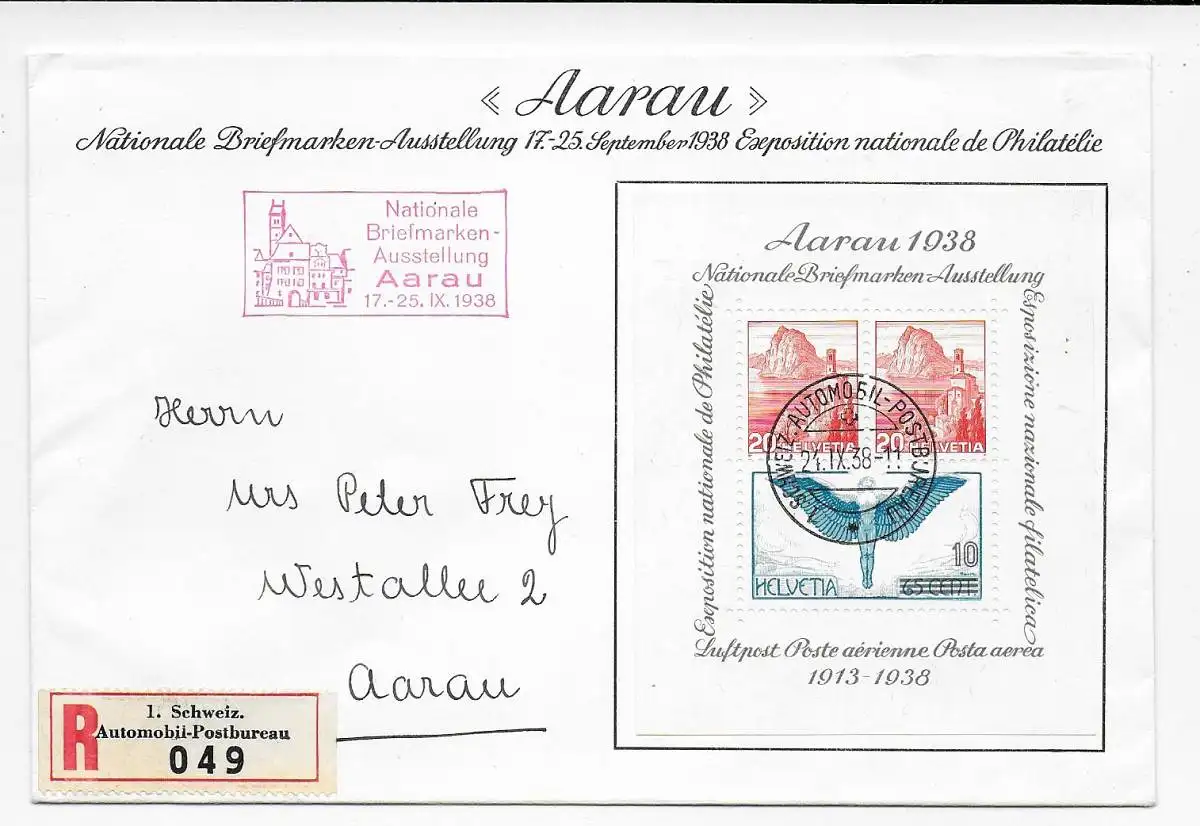 « Aarau »
Nationale Briefmarken-Ausstellung 17.-25. September 1938 Exposition nationale de Philatélie
Nationale
Briefmarken-
Ausstellung
Aarau
17.-25. IX. 1938
Aarau 1938
Nationale Briefmarken-Ausstellung
Exposition nationale de Philatélie
Esposizione nazionale filatelica
20 HELVETIA
20 HELVETIA
SCHWEIZ. AUTOMOBIL-POSTBUREAU
21.IX.38-11
10
HELVETIA 65 CENT.
Luftpost Poste aérienne Posta aerea
1913-1938
Herrn
Urs Peter Frey
Westallee 2
Aarau
R
1. Schweiz.
Automobil-Postbureau
049